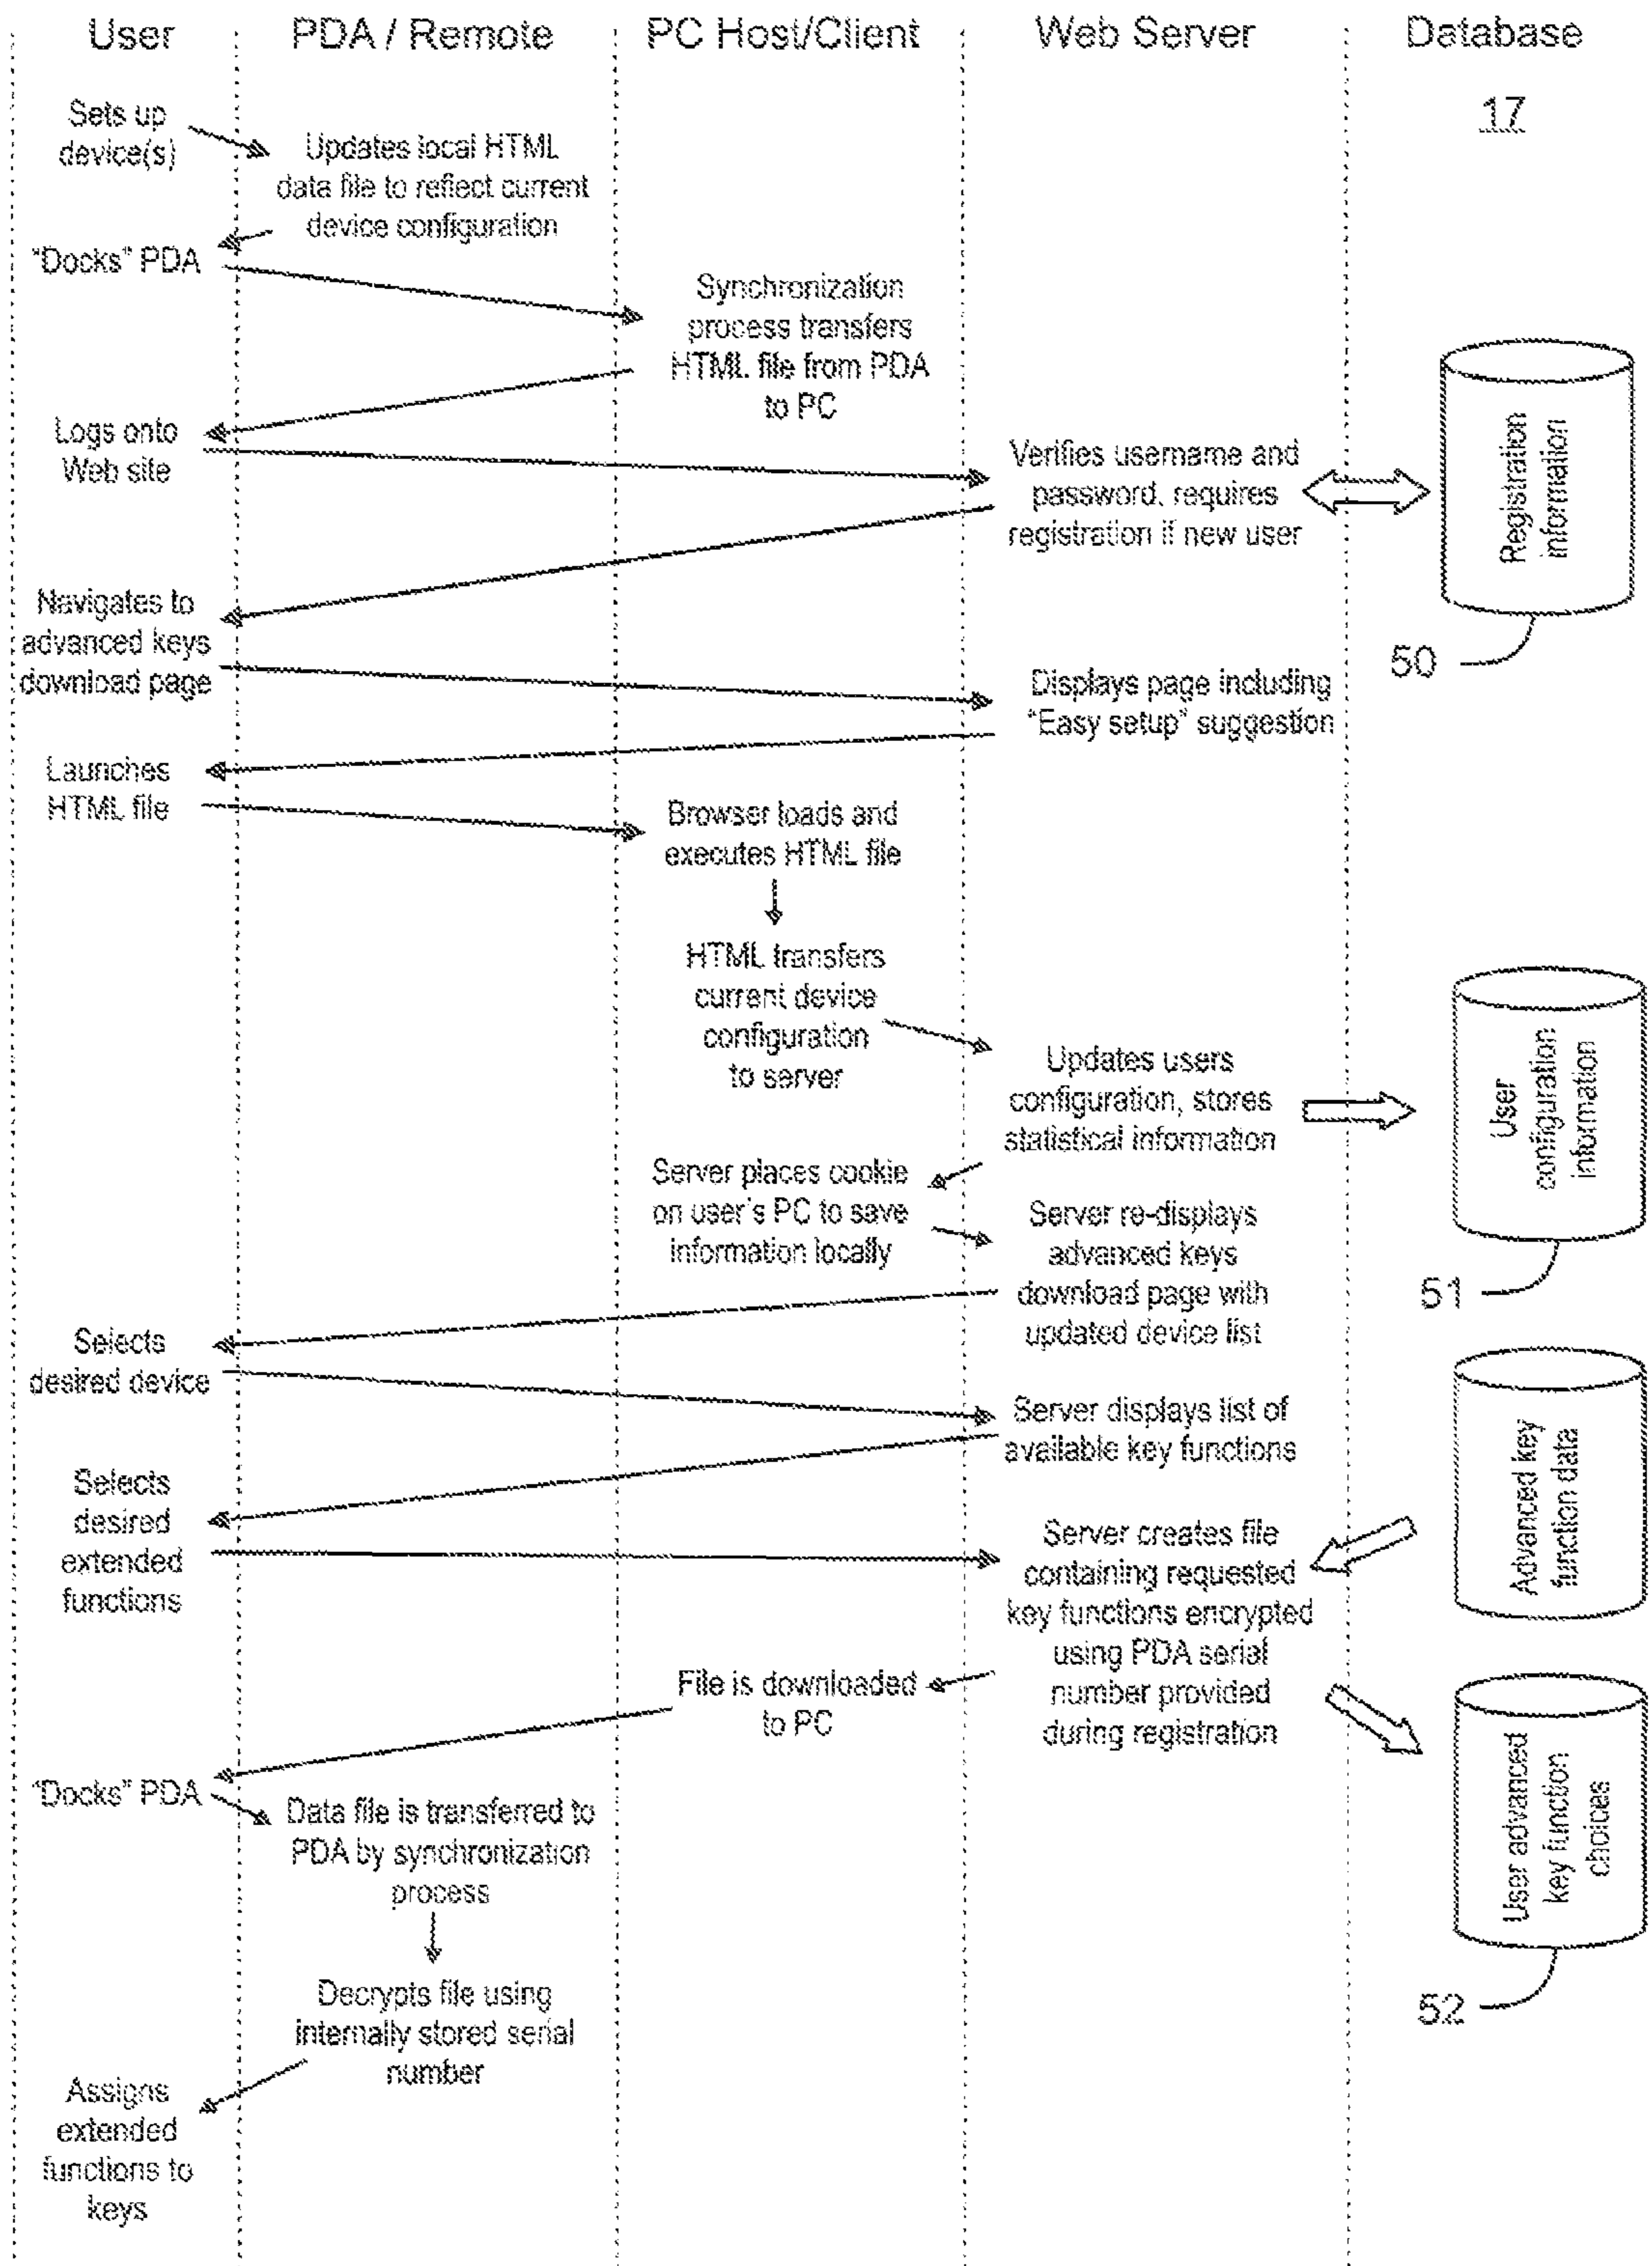 User
PDA / Remote
PC Host/Client
Web Server
Database
17
Sets up
device(s)
Updates local HTML
data file to reflect current
device configuration
"Docks" PDA
Synchronization
process transfers
HTML file from PDA
to PC
Logs onto
Web site
Verifies username and
password, requires
registration if new user
Registration
information
50
Navigates to
advanced keys
download page
Displays page including
"Easy setup" suggestion
Launches
HTML file
Browser loads and
executes HTML file
HTML transfers
current device
configuration
to server
Updates users
configuration, stores
statistical information
User
configuration
information
51
Server places cookie
on user's PC to save
information locally
Server re-displays
advanced keys
download page with
updated device list
Selects
desired device
Server displays list of
available key functions
Advanced key
function data
Selects
desired
extended
functions
Server creates file
containing requested
key functions encrypted
using PDA serial
number provided
during registration
User advanced
key function
choices
52
File is downloaded
to PC
"Docks" PDA
Data file is transferred to
PDA by synchronization
process
Decrypts file using
internally stored serial
number
Assigns
extended
functions to
keys